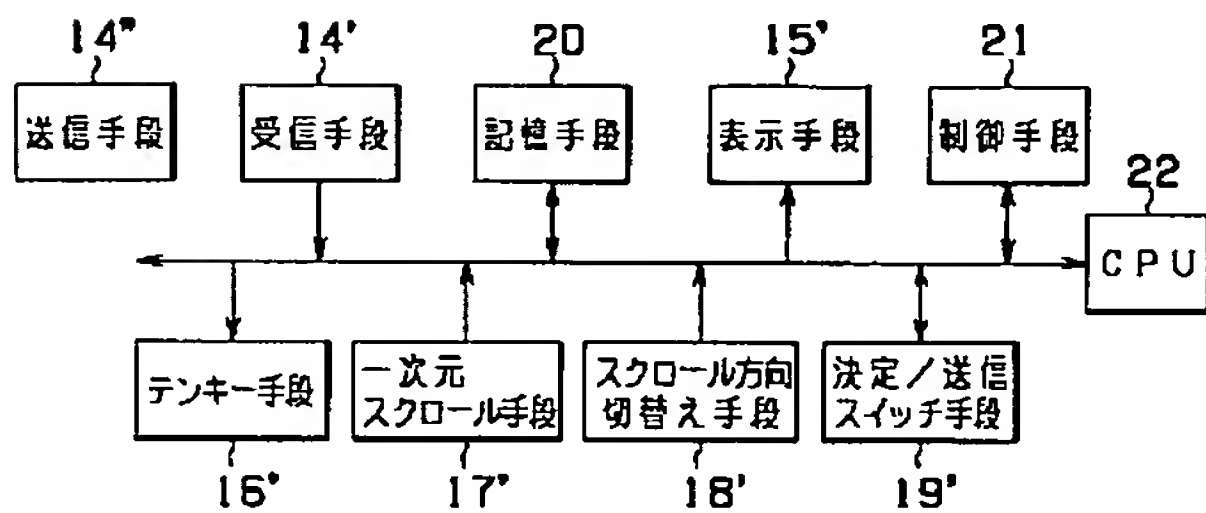 14" 14' 20 15' 21
送信手段 受信手段 記憶手段 表示手段 制御手段
22
CPU
テンキー手段 一次元 スクロール方向 決定／送信
スクロール手段 切替え手段 スイッチ手段
16' 17' 18' 19'